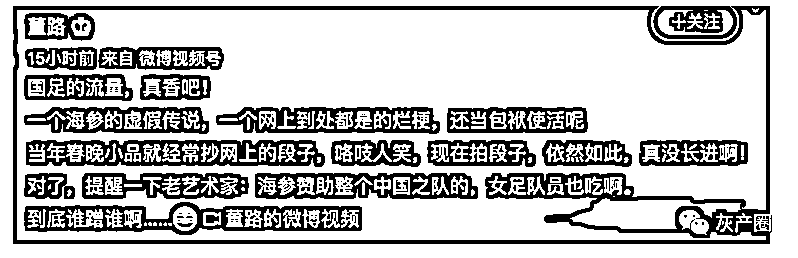 董路
+关注
15小时前 来自 微博视频号
国足的流量，真香吧！
一个海参的虚假传说，一个网上到处都是的烂梗，还当包袱使活呢
当年春晚小品就经常抄网上的段子，咯吱人笑，现在拍段子，依然如此，真没长进啊！
对了，提醒一下老艺术家：海参赞助整个中国之队的，女足队员也吃啊。
到底谁蹭谁啊……😄 董路的微博视频
灰产圈